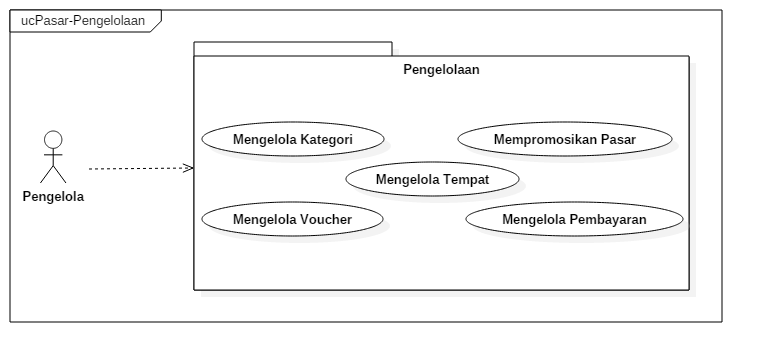 ucPasar-Pengelolaan
Pengelolaan
Mengelola Kategori
Mempromosikan Pasar
Mengelola Tempat
Pengelola
Mengelola Voucher
Mengelola Pembayaran